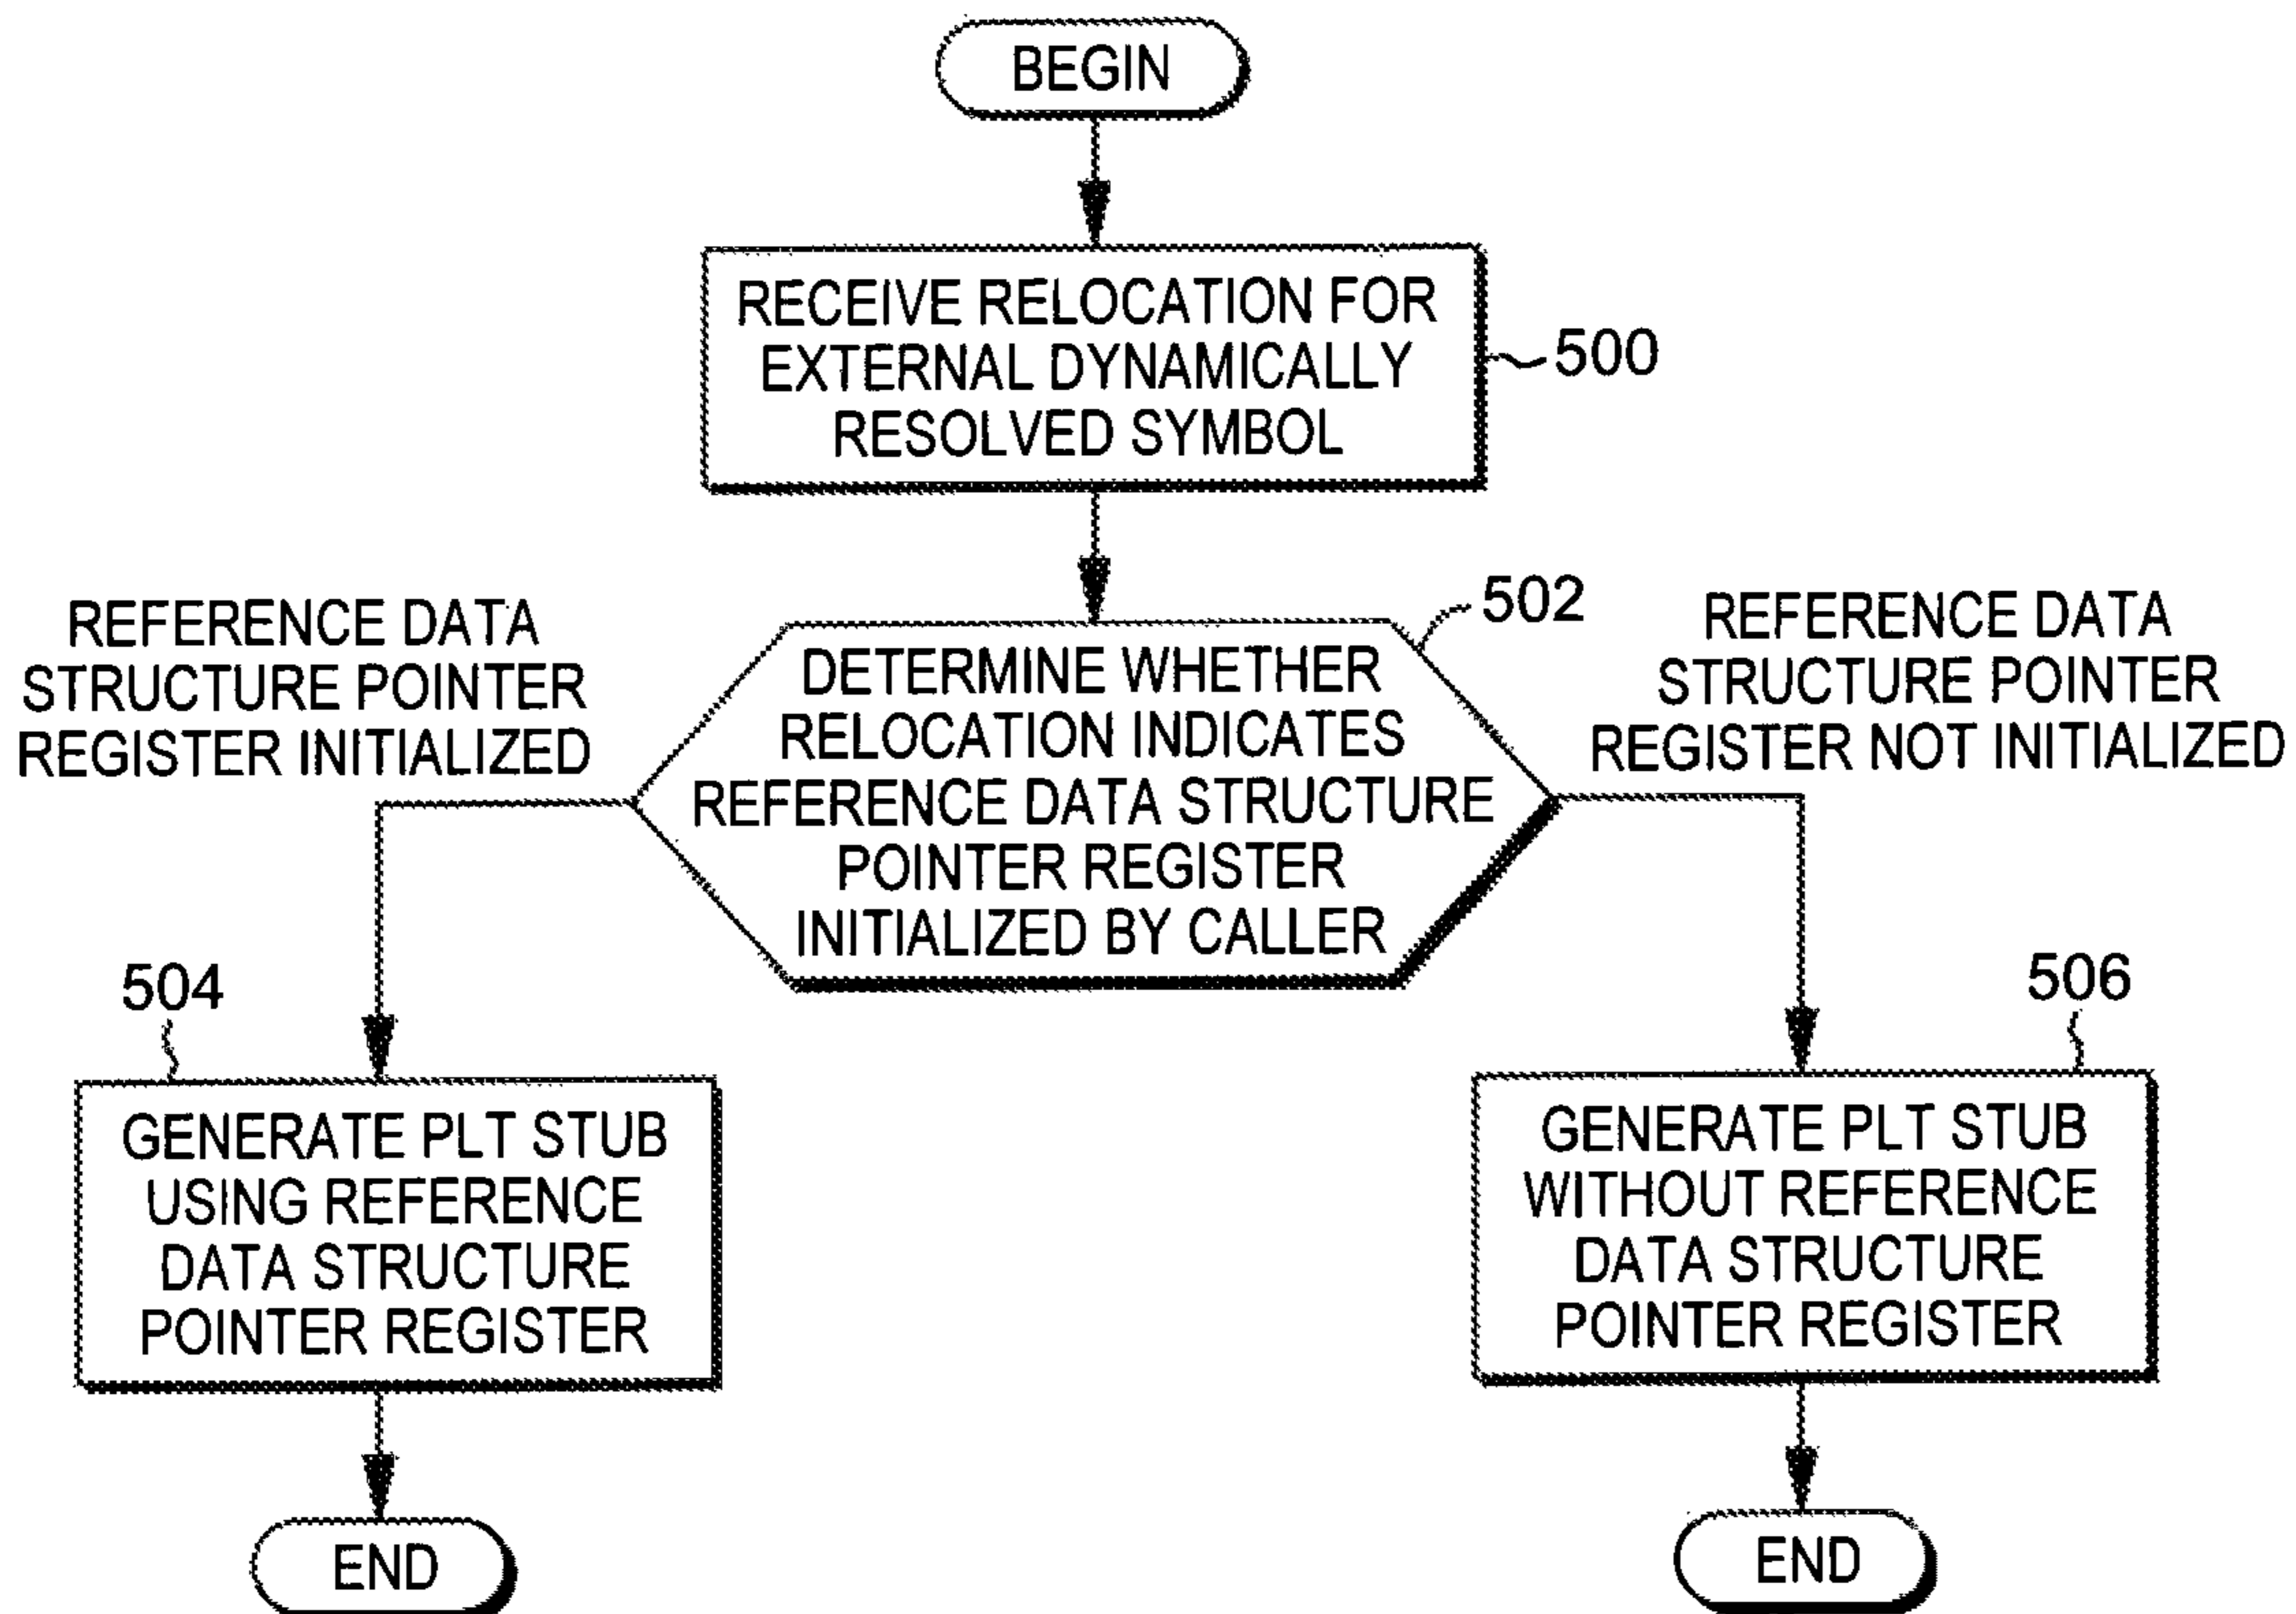 BEGIN
RECEIVE RELOCATION FOR
EXTERNAL DYNAMICALLY
RESOLVED SYMBOL
500
502
DETERMINE WHETHER
RELOCATION INDICATES
REFERENCE DATA STRUCTURE
POINTER REGISTER
INITIALIZED BY CALLER
REFERENCE DATA
STRUCTURE POINTER
REGISTER INITIALIZED
REFERENCE DATA
STRUCTURE POINTER
REGISTER NOT INITIALIZED
504
GENERATE PLT STUB
USING REFERENCE
DATA STRUCTURE
POINTER REGISTER
END
506
GENERATE PLT STUB
WITHOUT REFERENCE
DATA STRUCTURE
POINTER REGISTER
END